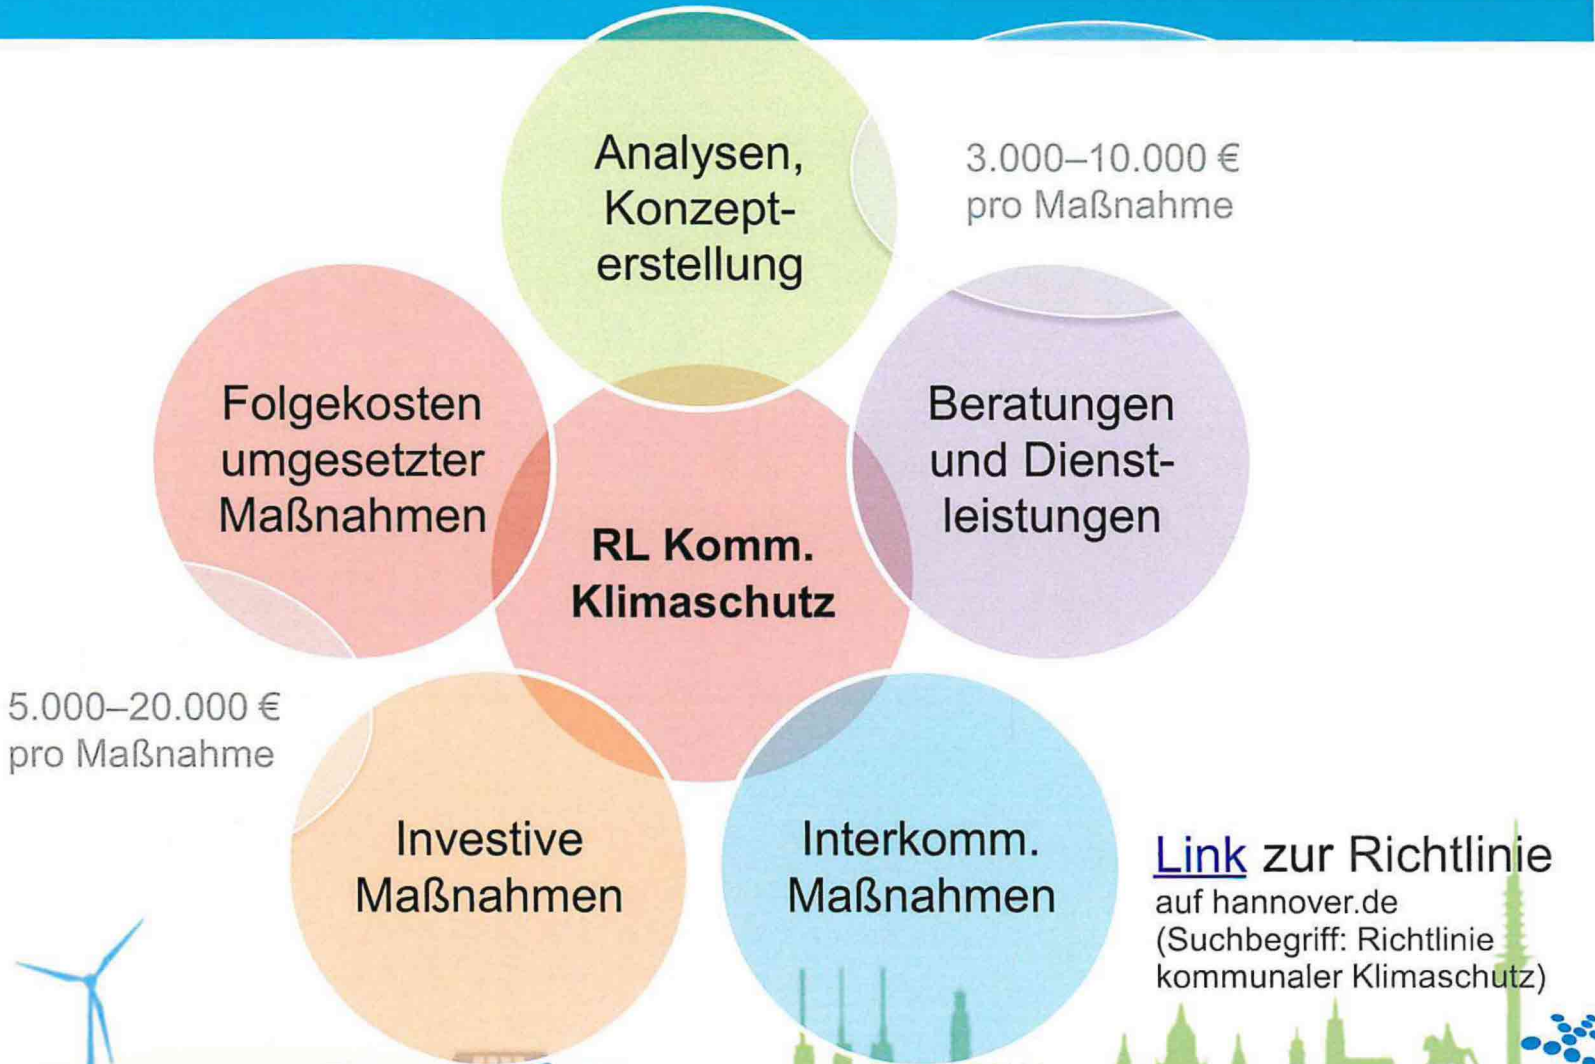 Analysen,
Konzept-
erstellung
3.000–10.000 €
pro Maßnahme
Folgekosten
umgesetzter
Maßnahmen
Beratungen
und Dienst-
leistungen
RL Komm.
Klimaschutz
5.000–20.000 €
pro Maßnahme
Investive
Maßnahmen
Interkomm.
Maßnahmen
Link zur Richtlinie
auf hannover.de
(Suchbegriff: Richtlinie
kommunaler Klimaschutz)